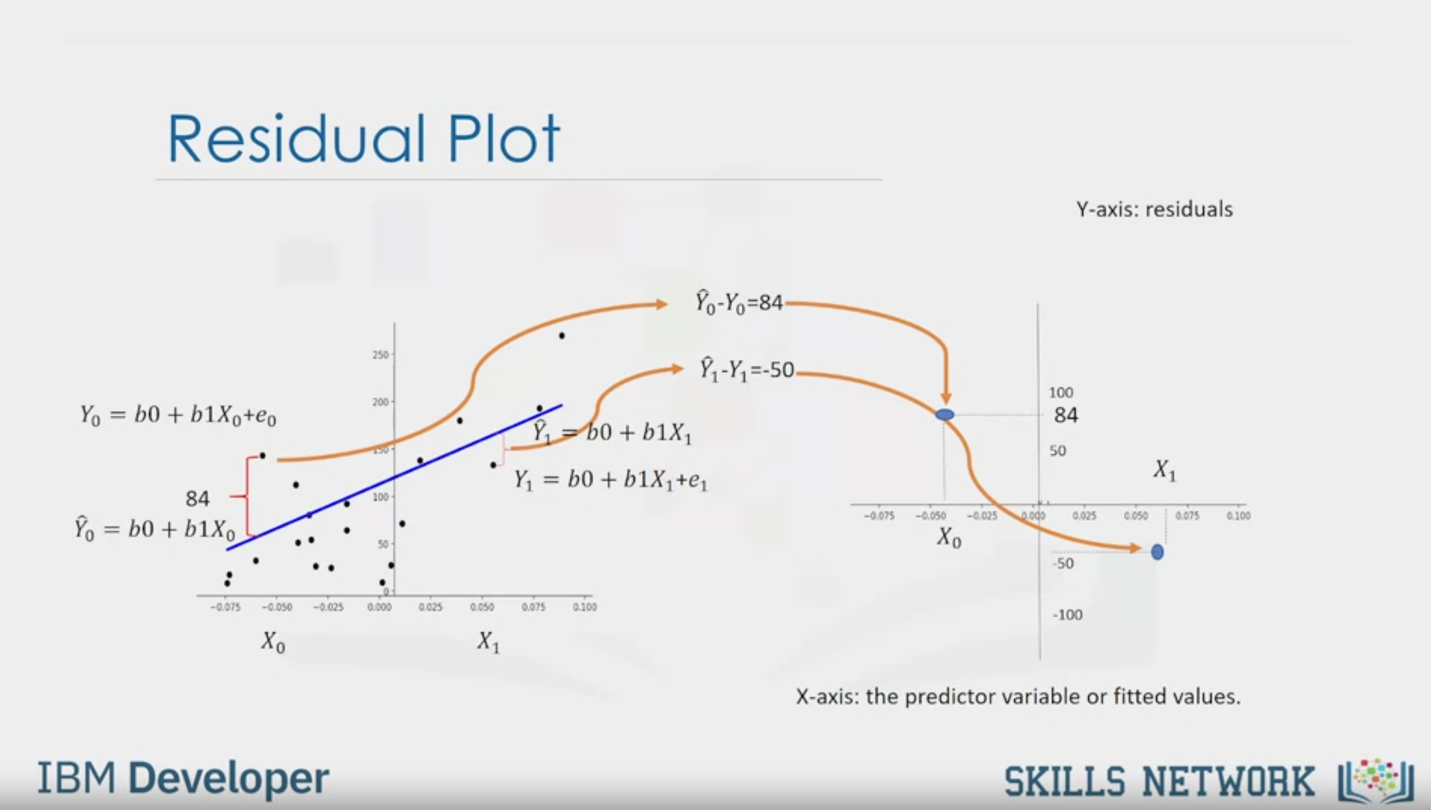 Residual Plot
Y-axis: residuals
Ŷ₀-Y₀=84
Ŷ₁-Y₁=-50
Y₀ = b0 + b1X₀+e₀
84
Ŷ₀ = b0 + b1X₀
250
200
150
100
50
0
Ŷ₁ = b0 + b1X₁
Y₁ = b0 + b1X₁+e₁
−0.075 −0.050 −0.025 0.000 0.025 0.050 0.075 0.100
X₀ X₁
100
84
50
X₁
−0.075 −0.050 −0.025 0.000 0.025 0.050 0.075 0.100
X₀
-50
-100
X-axis: the predictor variable or fitted values.
IBM Developer
SKILLS NETWORK